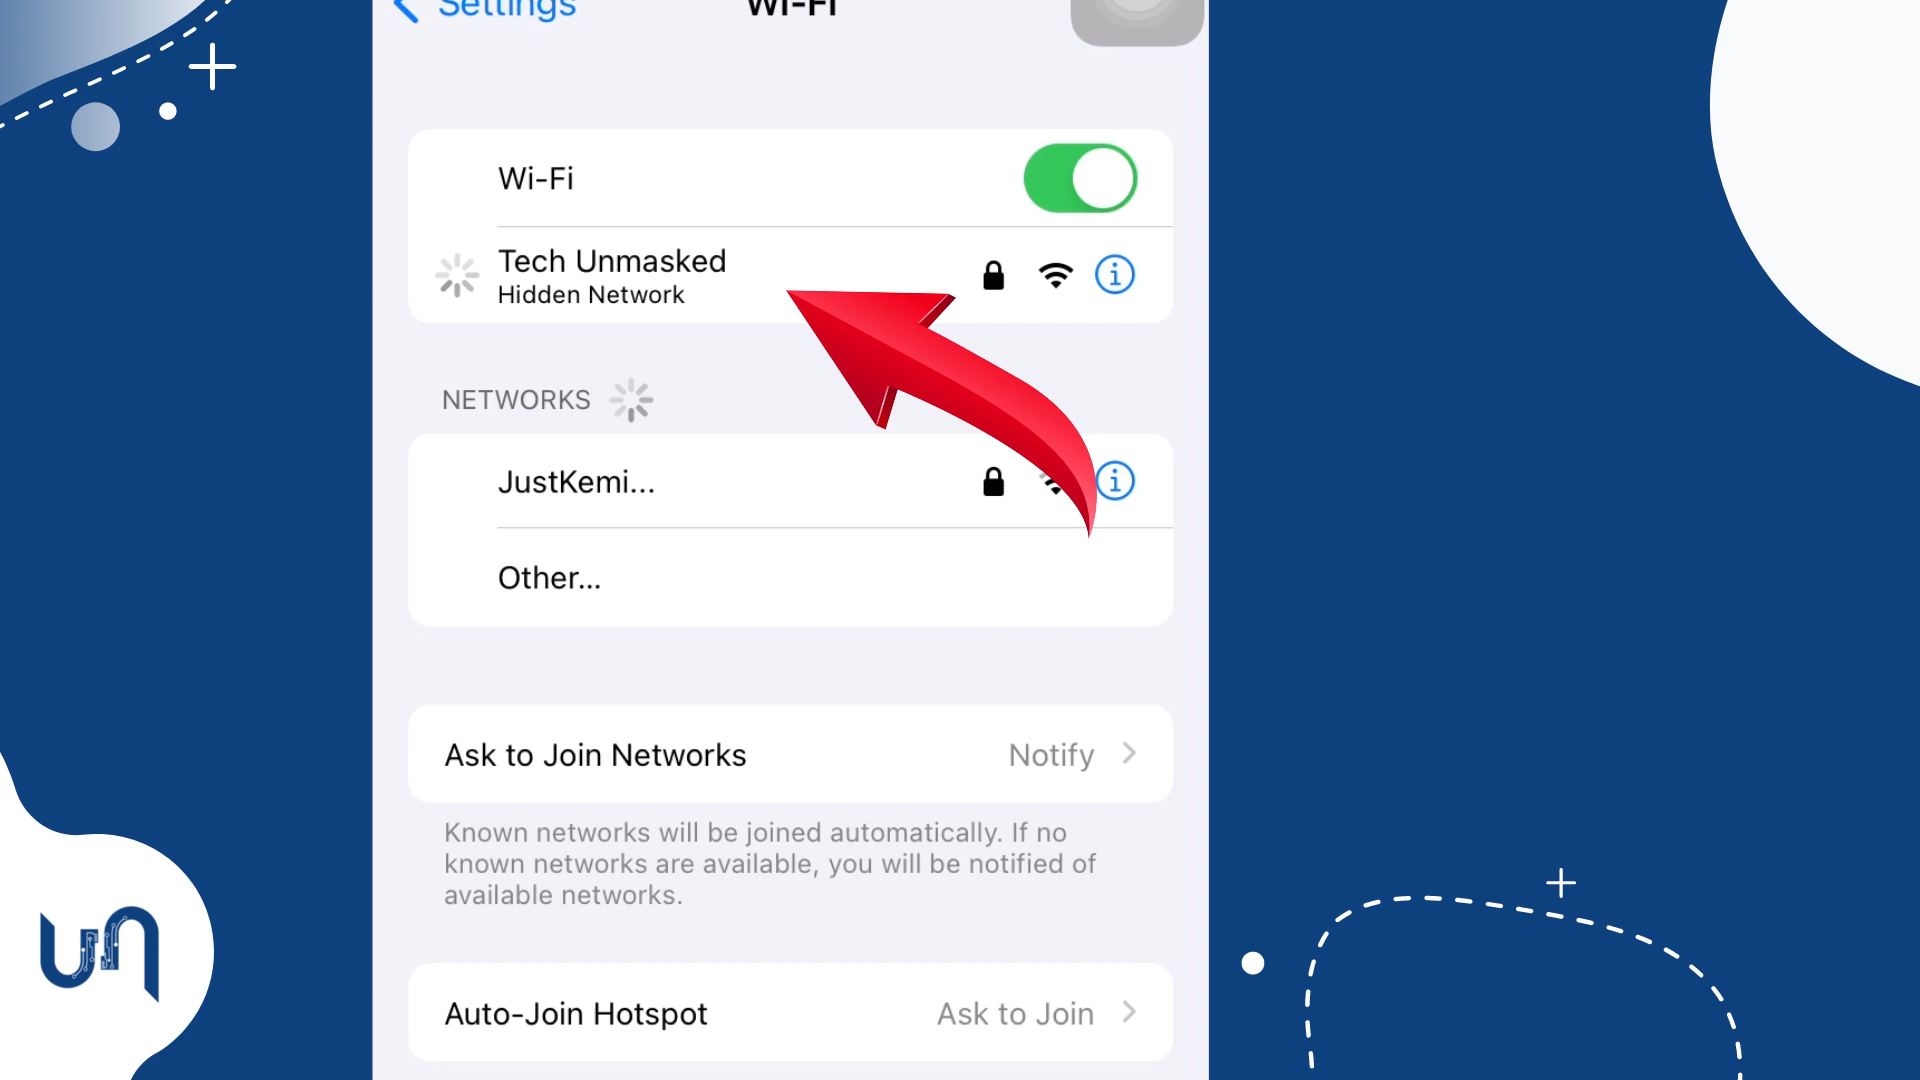 Settings
Wi-Fi
Wi-Fi
Tech Unmasked
Hidden Network
NETWORKS
JustKemi...
Other...
Ask to Join Networks
Notify
Known networks will be joined automatically. If no
known networks are available, you will be notified of
available networks.
Auto-Join Hotspot
Ask to Join
un